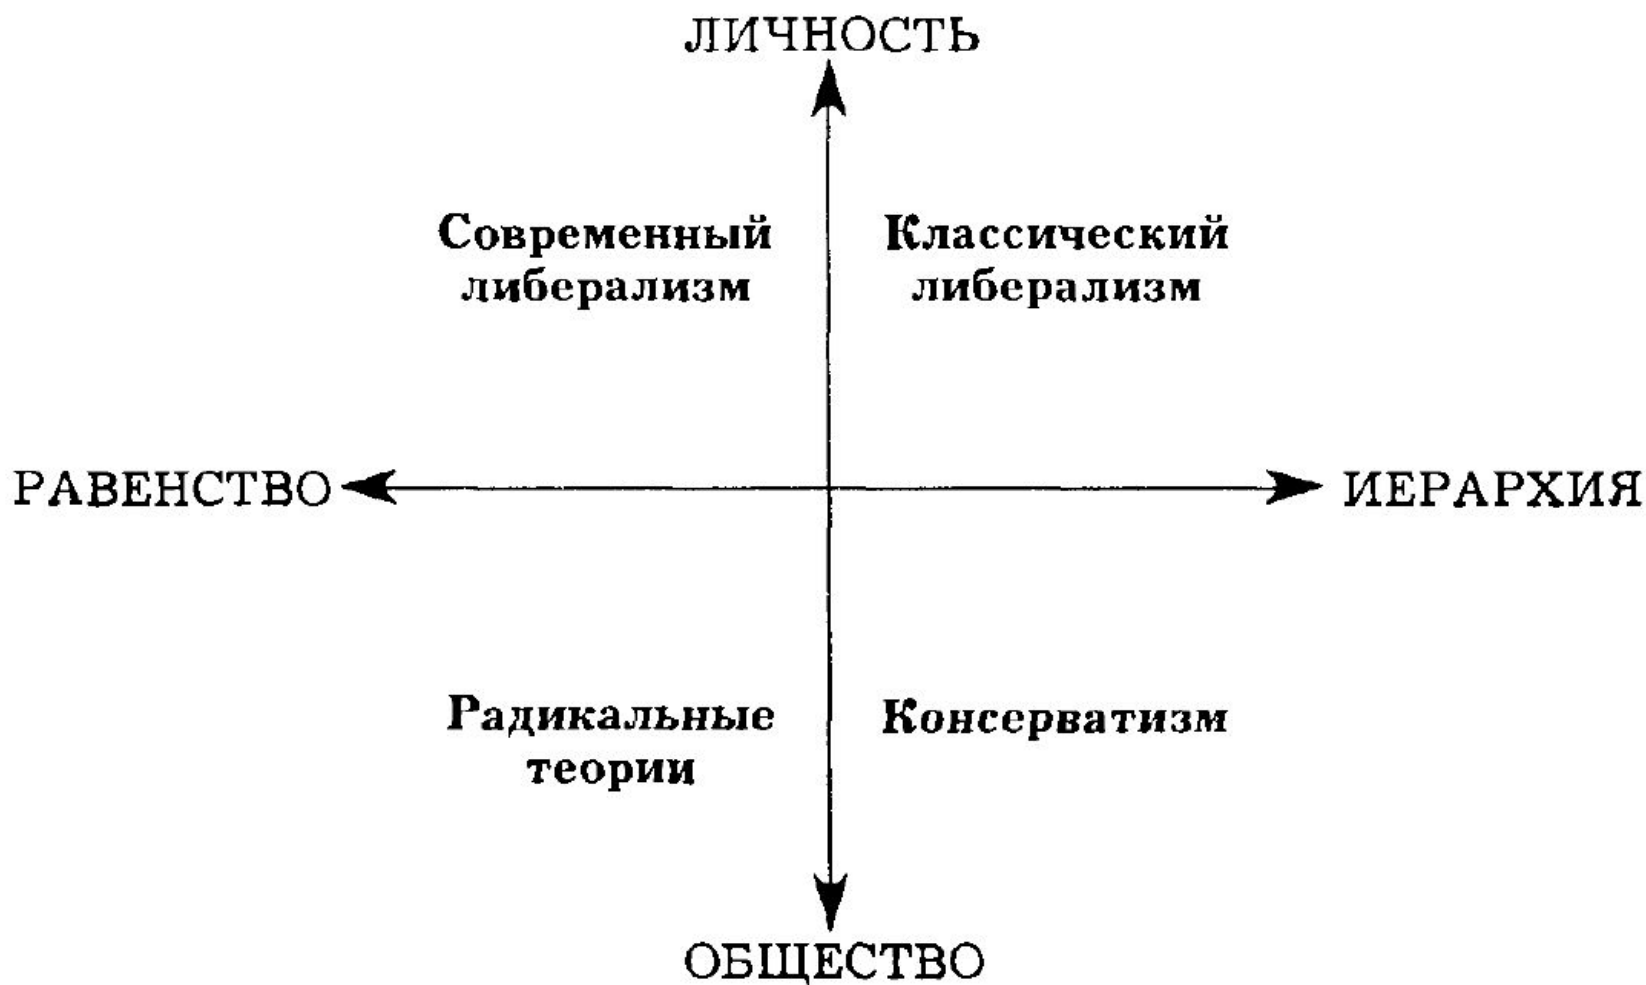 ЛИЧНОСТЬ
Современный
либерализм
Классический
либерализм
РАВЕНСТВО
ИЕРАРХИЯ
Радикальные
теории
Консерватизм
ОБЩЕСТВО